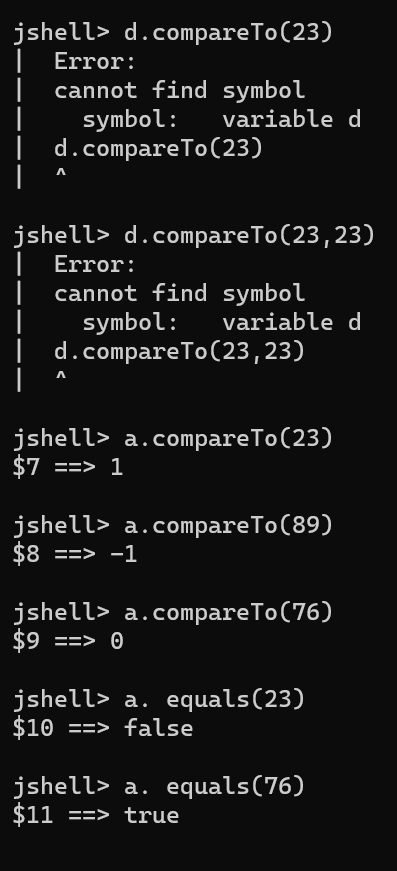 jshell> d.compareTo(23)
|  Error:
|  cannot find symbol
|    symbol:   variable d
|  d.compareTo(23)
|  ^
jshell> d.compareTo(23,23)
|  Error:
|  cannot find symbol
|    symbol:   variable d
|  d.compareTo(23,23)
|  ^
jshell> a.compareTo(23)
$7 ==> 1
jshell> a.compareTo(89)
$8 ==> -1
jshell> a.compareTo(76)
$9 ==> 0
jshell> a. equals(23)
$10 ==> false
jshell> a. equals(76)
$11 ==> true